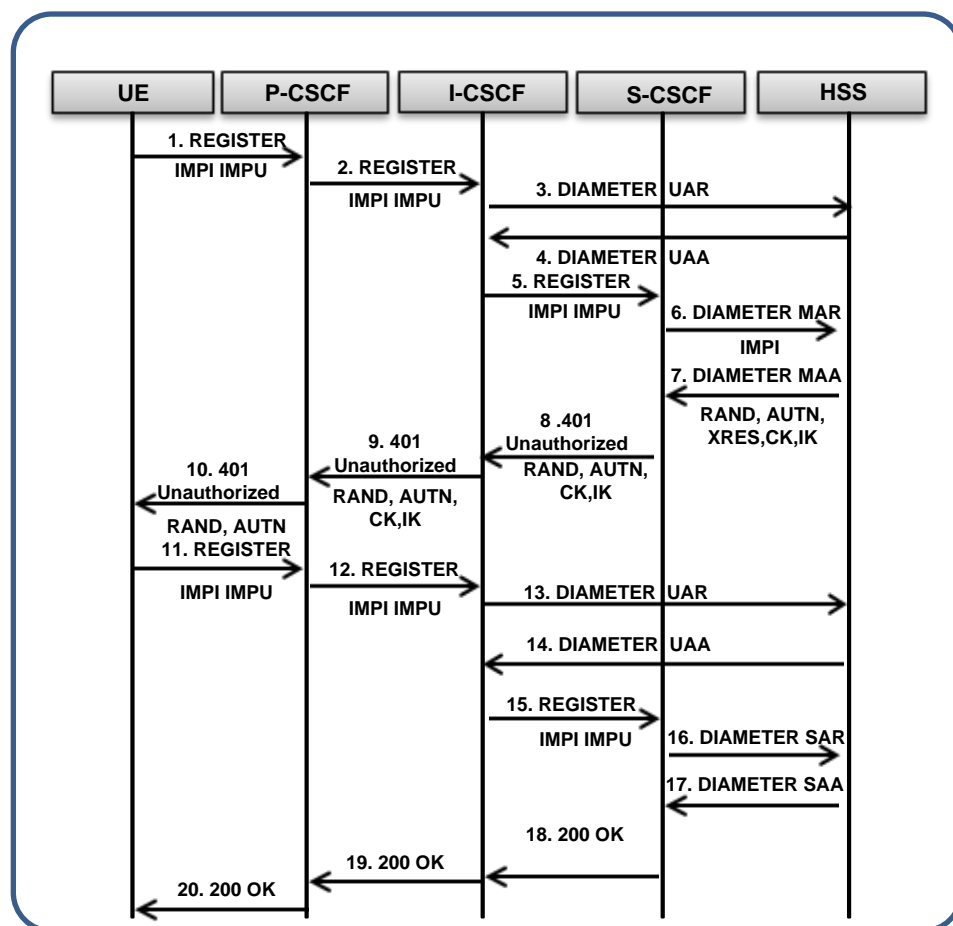 UE
P-CSCF
I-CSCF
S-CSCF
HSS
1. REGISTER
IMPI IMPU
2. REGISTER
IMPI IMPU
3. DIAMETER UAR
4. DIAMETER UAA
5. REGISTER
IMPI IMPU
6. DIAMETER MAR
IMPI
7. DIAMETER MAA
RAND, AUTN,
XRES,CK,IK
8 .401
Unauthorized
RAND, AUTN,
CK,IK
9. 401
Unauthorized
RAND, AUTN,
CK,IK
10. 401
Unauthorized
RAND, AUTN
11. REGISTER
IMPI IMPU
12. REGISTER
IMPI IMPU
13. DIAMETER UAR
14. DIAMETER UAA
15. REGISTER
IMPI IMPU
16. DIAMETER SAR
17. DIAMETER SAA
18. 200 OK
19. 200 OK
20. 200 OK